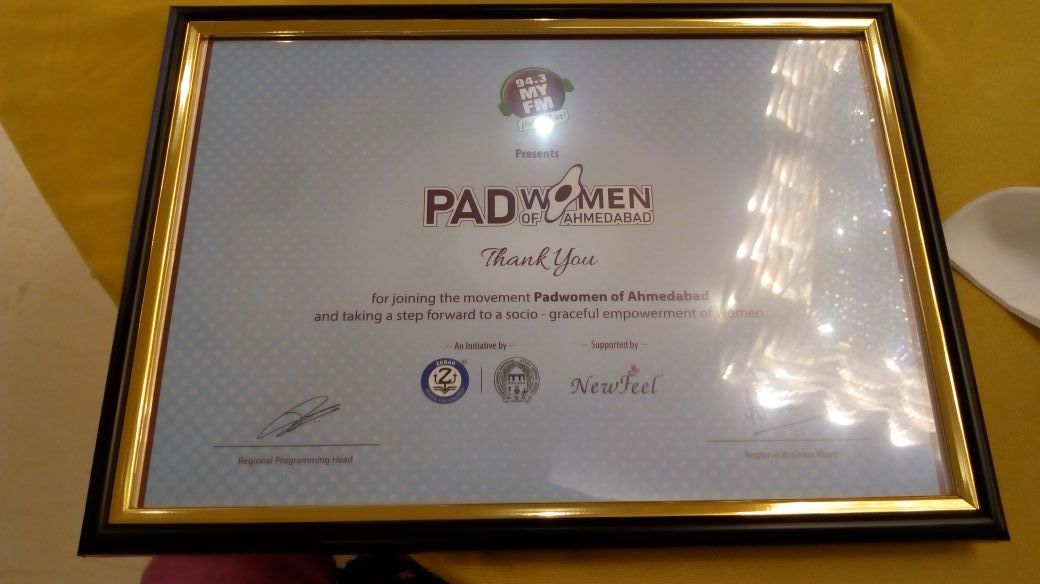 94.3
MY
FM
Presents
PAD WOMEN
OF AHMEDABAD
Thank You
for joining the movement Padwomen of Ahmedabad
and taking a step forward to a socio - graceful empowerment of women.
An Initiative by
Supported by
ZEBAR
Z
NewFeel
Regional Programming Head
Regional Business Head